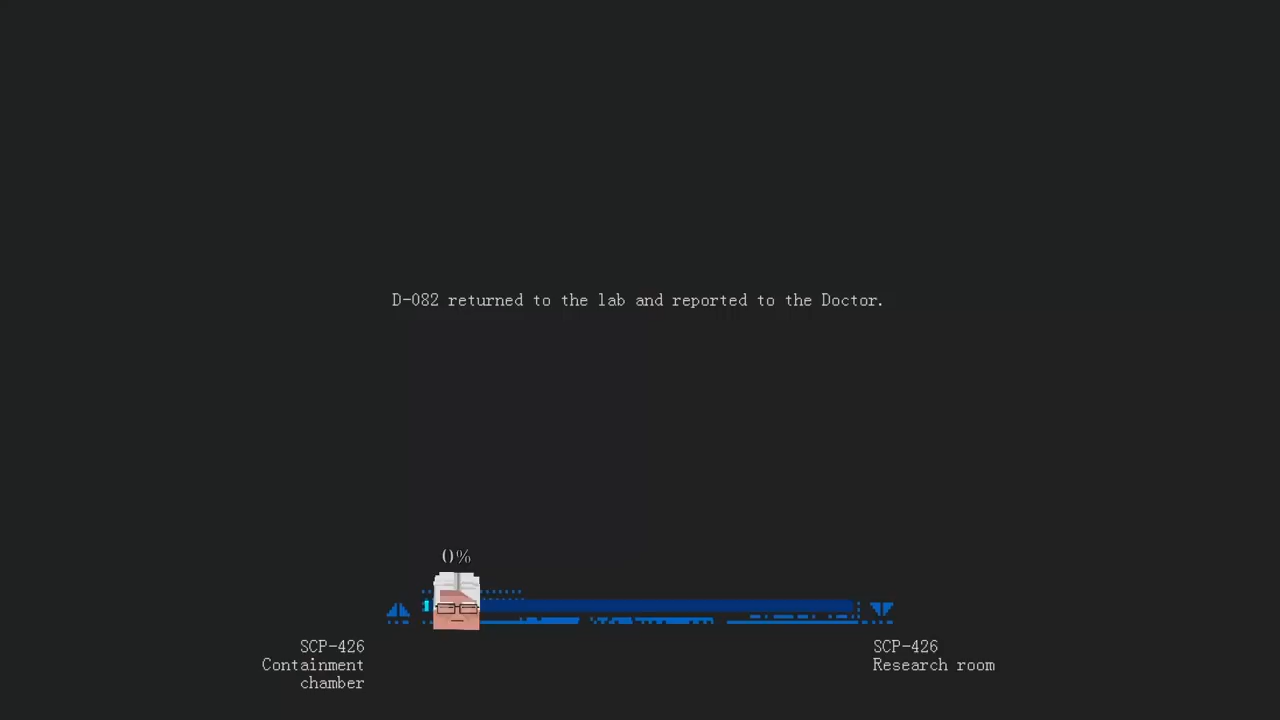 D-082 returned to the lab and reported to the Doctor.
0%
SCP-426
Containment
chamber
SCP-426
Research room